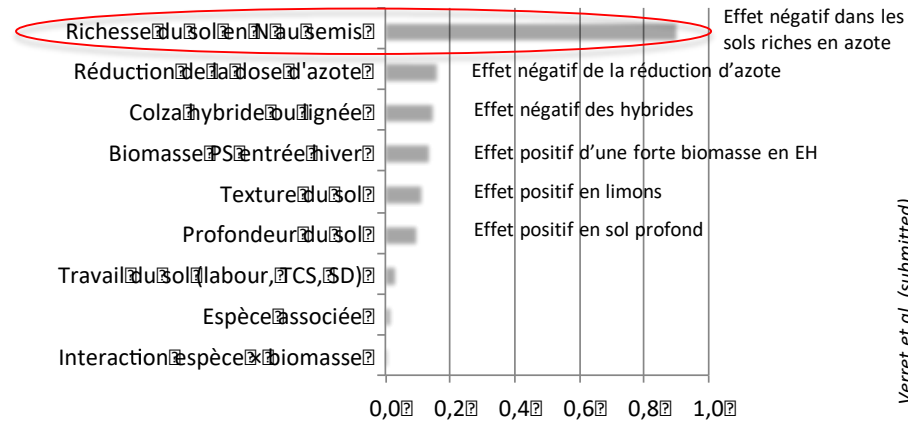 Richesse du sol en N au semis
Effet négatif dans les
sols riches en azote
Réduction de la dose d'azote
Effet négatif de la réduction d'azote
Colza hybride ou lignée
Effet négatif des hybrides
Biomasse PS entrée hiver
Effet positif d'une forte biomasse en EH
Texture du sol
Effet positif en limons
Profondeur du sol
Effet positif en sol profond
Travail du sol (labour, TCS, SD)
Espèce associée
Interaction espèce × biomasse
0,0 0,2 0,4 0,6 0,8 1,0
Verret et al. (submitted)